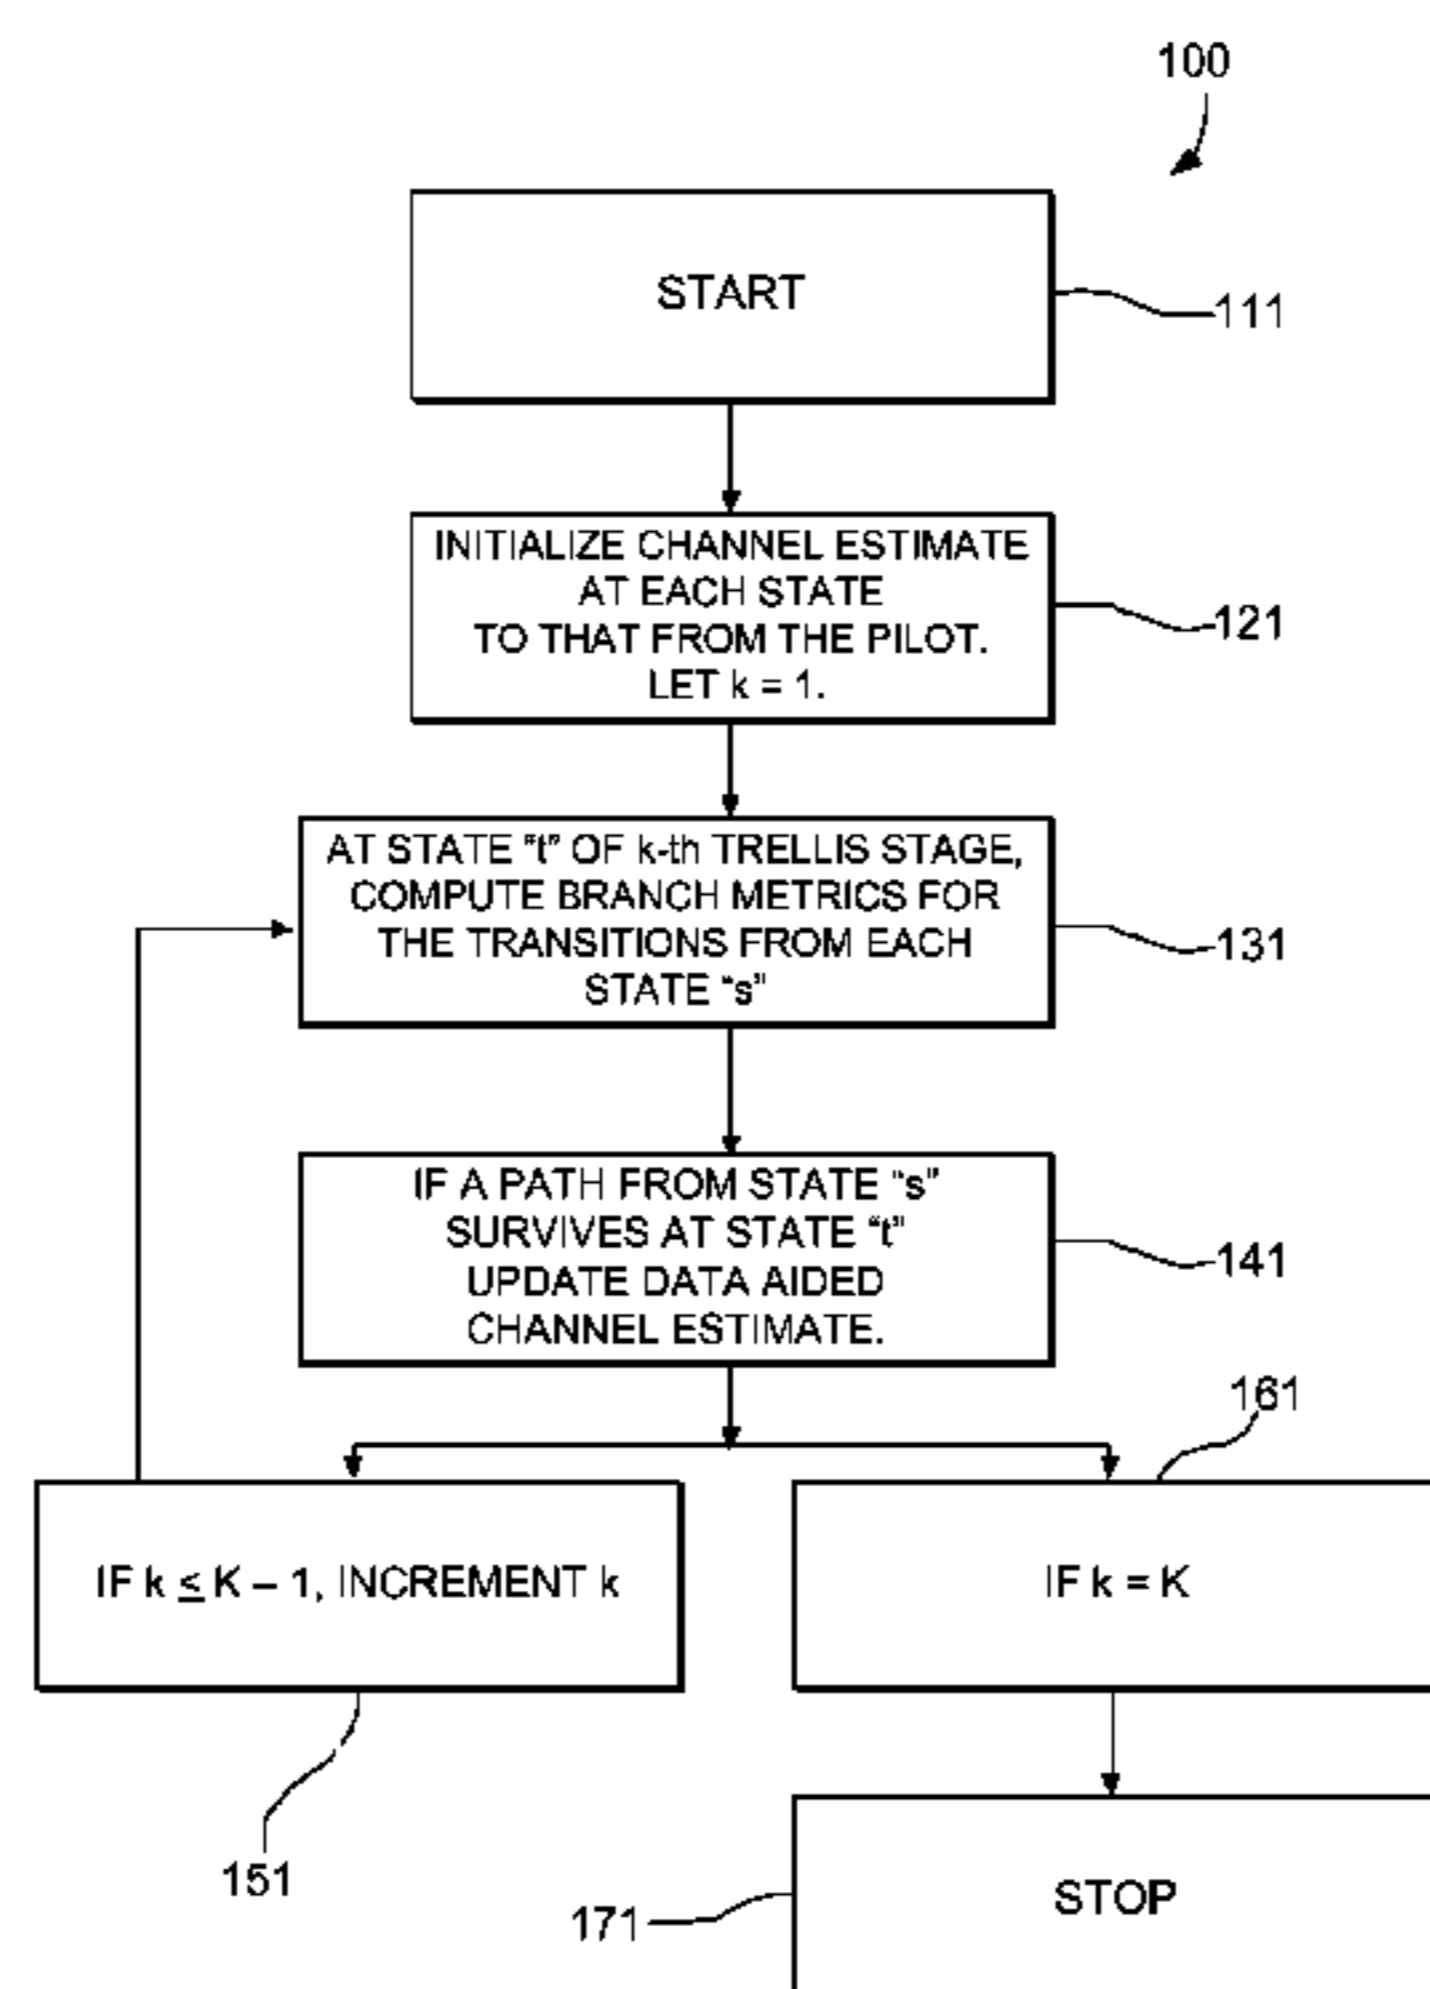 100
START
111
INITIALIZE CHANNEL ESTIMATE
AT EACH STATE
TO THAT FROM THE PILOT.
LET k = 1.
121
AT STATE “t” OF k-th TRELLIS STAGE,
COMPUTE BRANCH METRICS FOR
THE TRANSITIONS FROM EACH
STATE “s”
131
IF A PATH FROM STATE “s”
SURVIVES AT STATE “t”
UPDATE DATA AIDED
CHANNEL ESTIMATE.
141
161
IF k ≤ K – 1, INCREMENT k
IF k = K
151
STOP
171